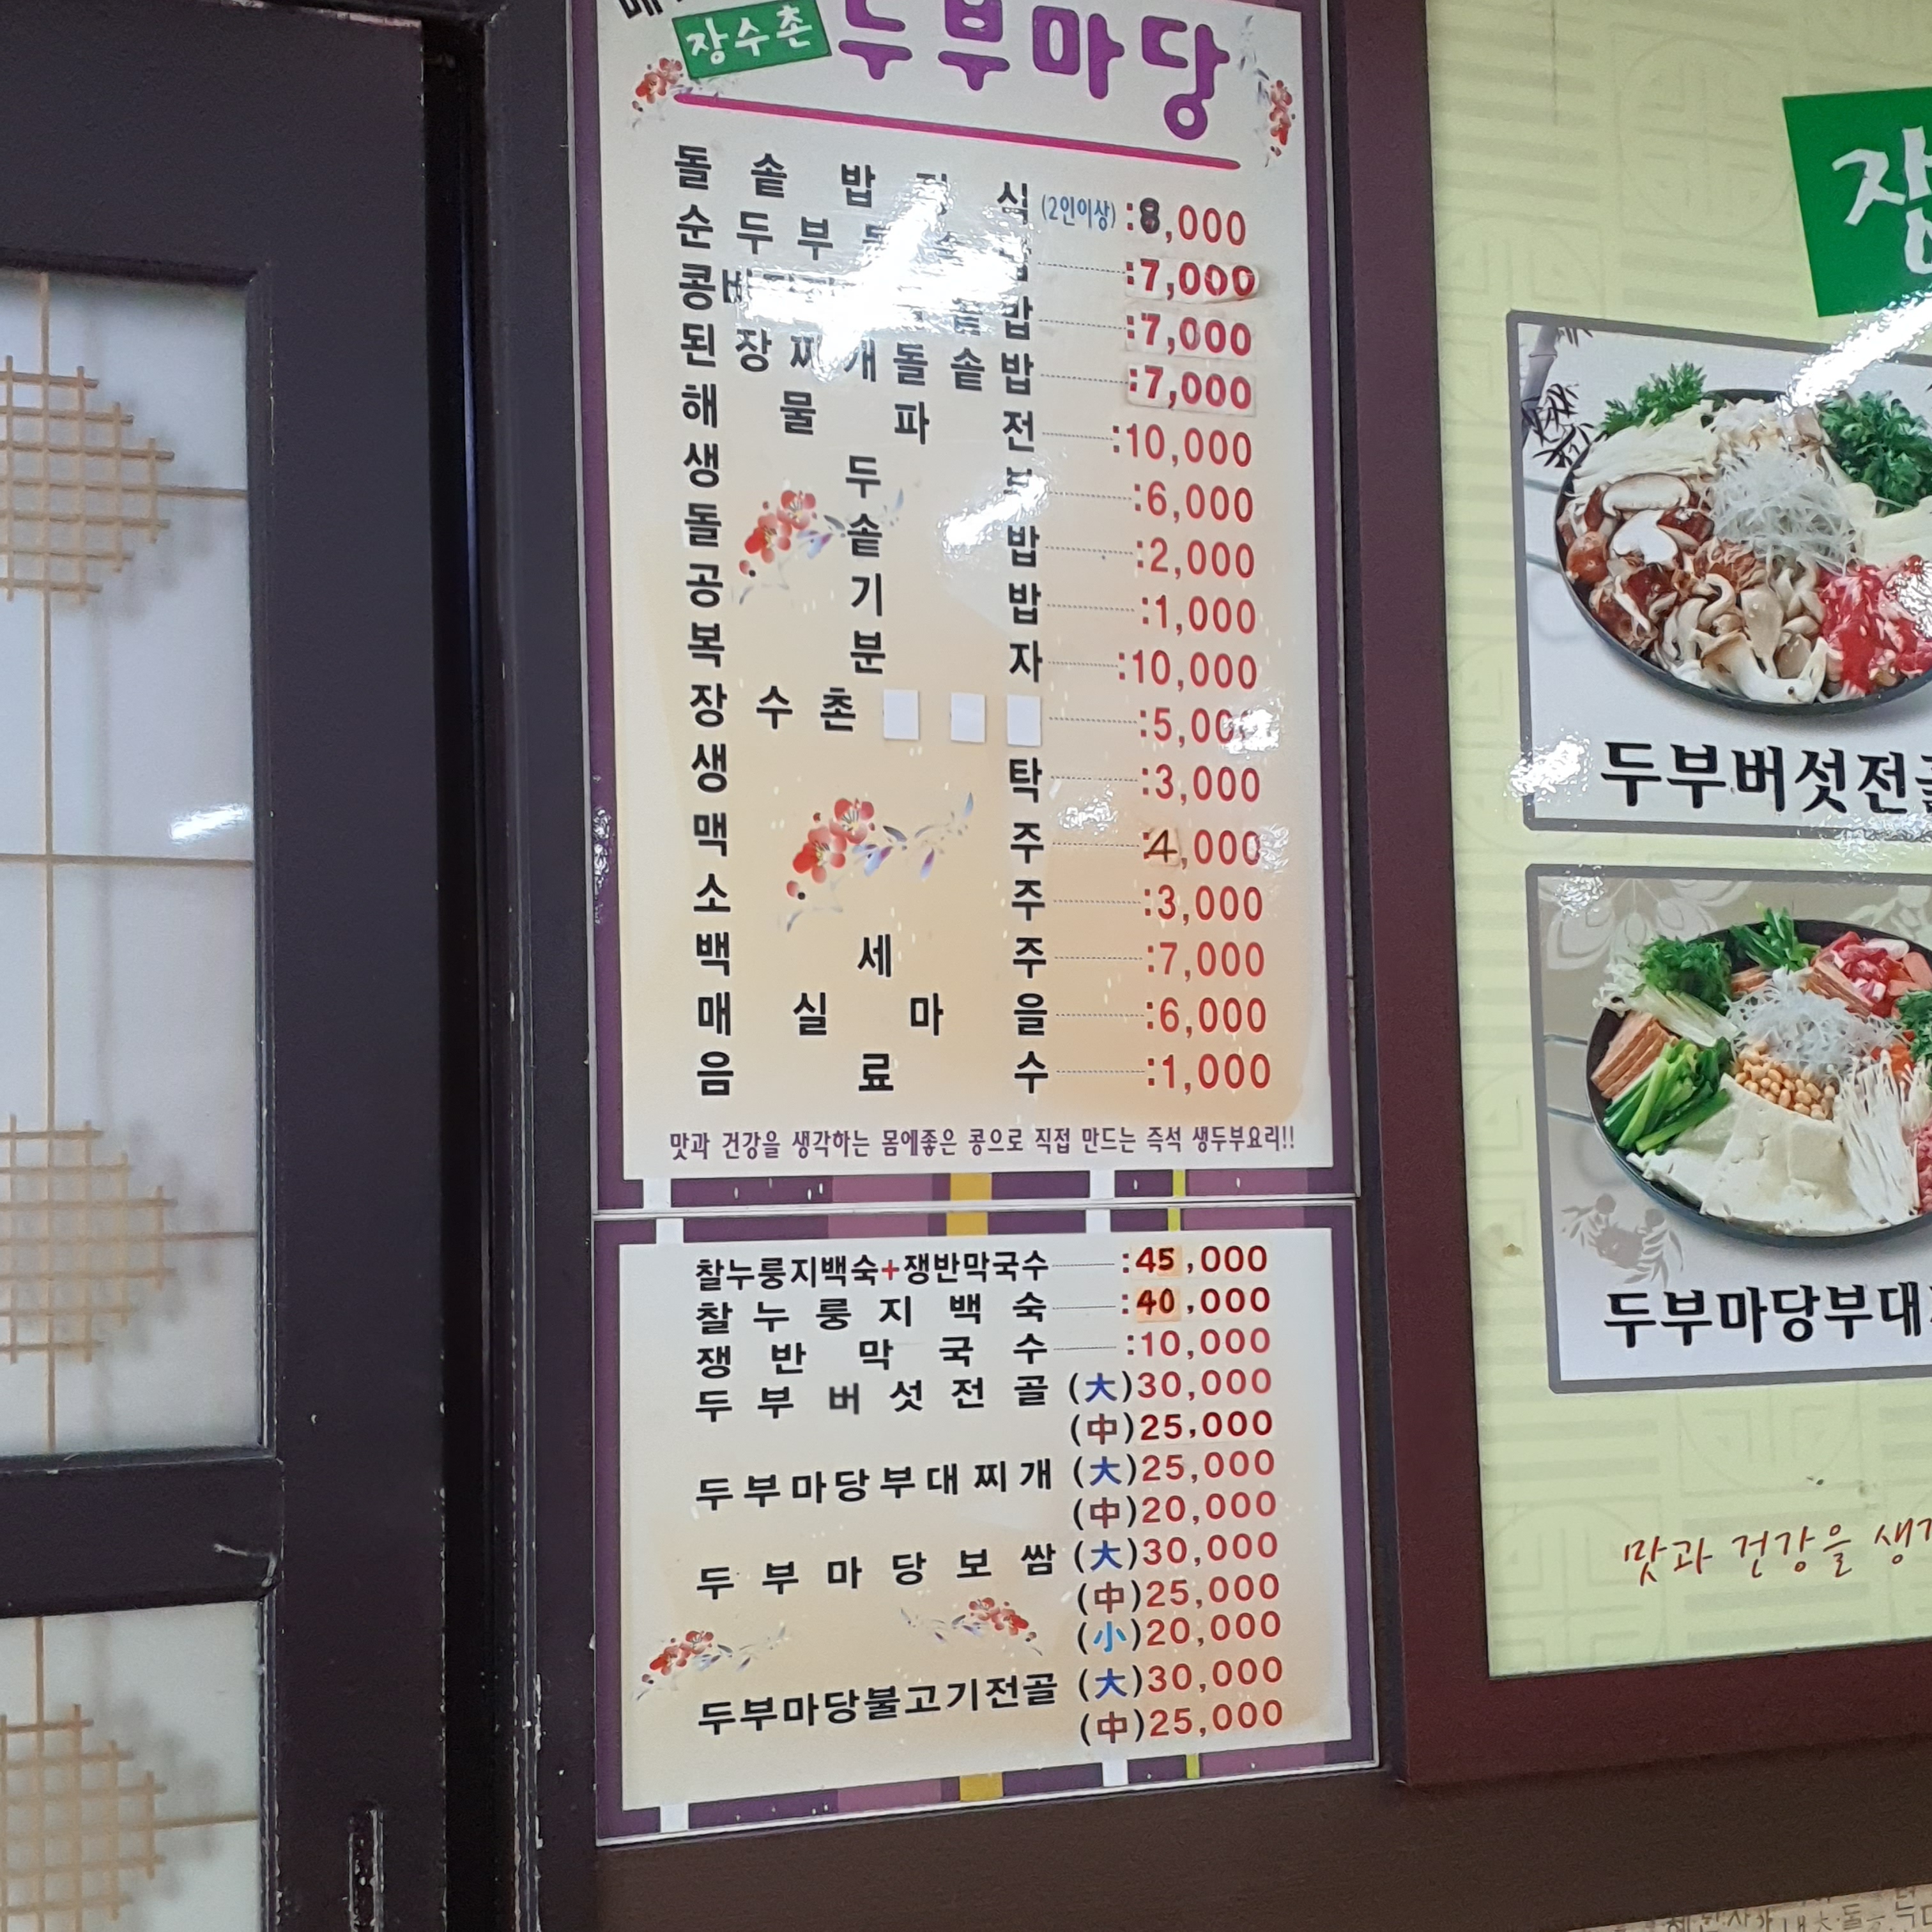 장수촌 두부마당
돌솥밥정식 (2인이상) :8,000
순두부돌솥밥 :7,000
콩비 솥밥 :7,000
된장찌개돌솥밥 :7,000
해물파전 :10,000
생두부 :6,000
돌솥밥 :2,000
공기밥 :1,000
복분자 :10,000
장수촌 :5,000
생탁 :3,000
맥주 :4,000
소주 :3,000
백세주 :7,000
매실마을 :6,000
음료수 :1,000
맛과 건강을 생각하는 몸에좋은 콩으로 직접 만드는 즉석 생두부요리!!
찰누룽지백숙+쟁반막국수 :45,000
찰누룽지백숙 :40,000
쟁반막국수 :10,000
두부버섯전골 (大)30,000
(中)25,000
두부마당부대찌개 (大)25,000
(中)20,000
두부마당보쌈 (大)30,000
(中)25,000
(小)20,000
두부마당불고기전골 (大)30,000
(中)25,000
두부버섯전골
두부마당부대
맛과 건강을